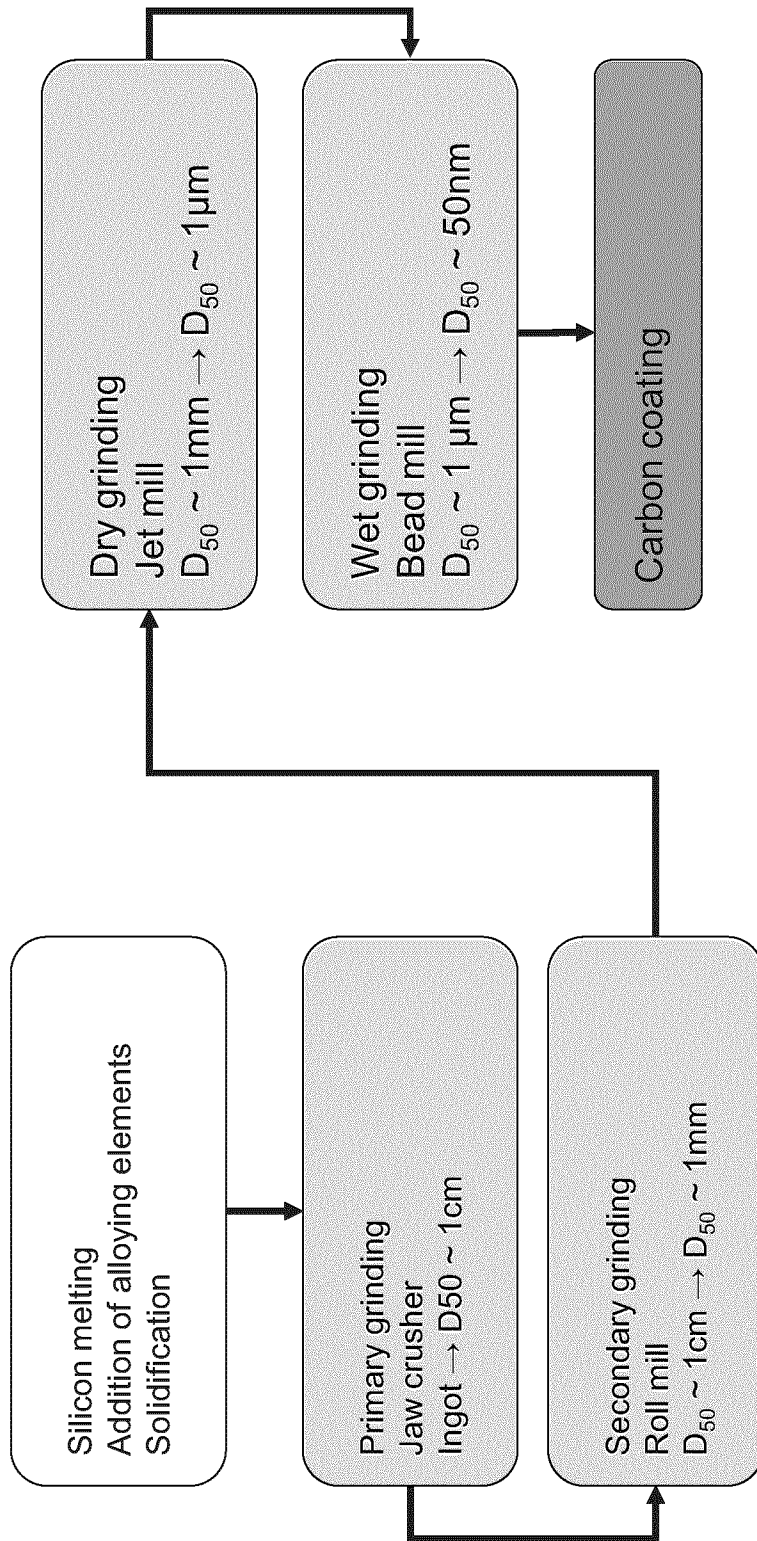 Silicon melting
Addition of alloying elements
Solidification
Primary grinding
Jaw crusher
Ingot → D50 ~ 1cm
Secondary grinding
Roll mill
D₅₀ ~ 1cm → D₅₀ ~ 1mm
Dry grinding
Jet mill
D₅₀ ~ 1mm → D₅₀ ~ 1µm
Wet grinding
Bead mill
D₅₀ ~ 1 µm → D₅₀ ~ 50nm
Carbon coating